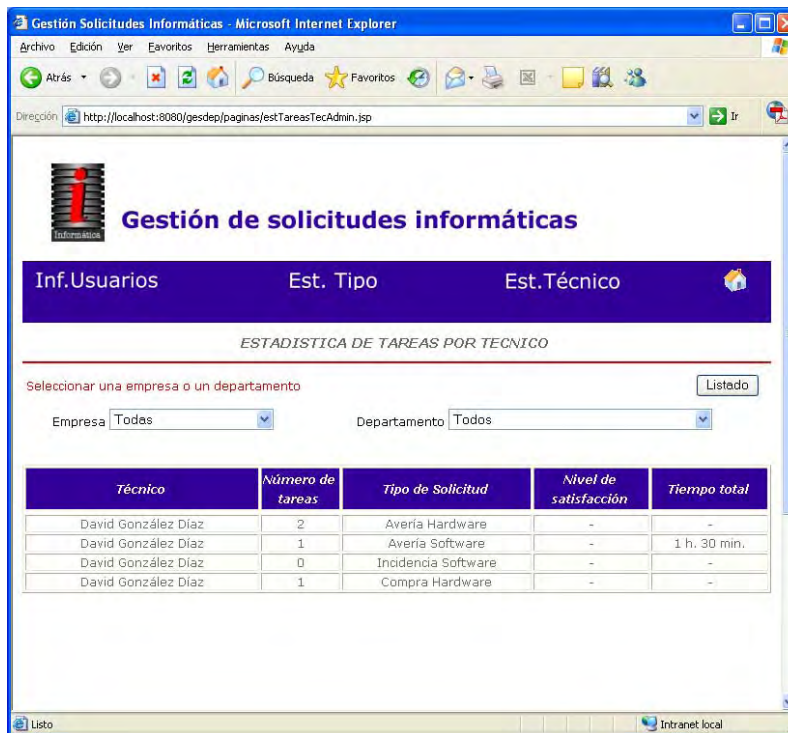 Gestión Solicitudes Informáticas - Microsoft Internet Explorer
Archivo Edición Ver Favoritos Herramientas Ayuda
Atrás Búsqueda Favoritos
Dirección http://localhost:8080/gesdep/paginas/estTareasTecAdmin.jsp Ir
i
Informática
Gestión de solicitudes informáticas
Inf.Usuarios Est. Tipo Est.Técnico
ESTADISTICA DE TAREAS POR TECNICO
Seleccionar una empresa o un departamento Listado
Empresa Todas Departamento Todos
Técnico Número de tareas Tipo de Solicitud Nivel de satisfacción Tiempo total
David González Díaz 2 Avería Hardware - -
David González Díaz 1 Avería Software - 1 h. 30 min.
David González Díaz 0 Incidencia Software - -
David González Díaz 1 Compra Hardware - -
Listo Intranet local